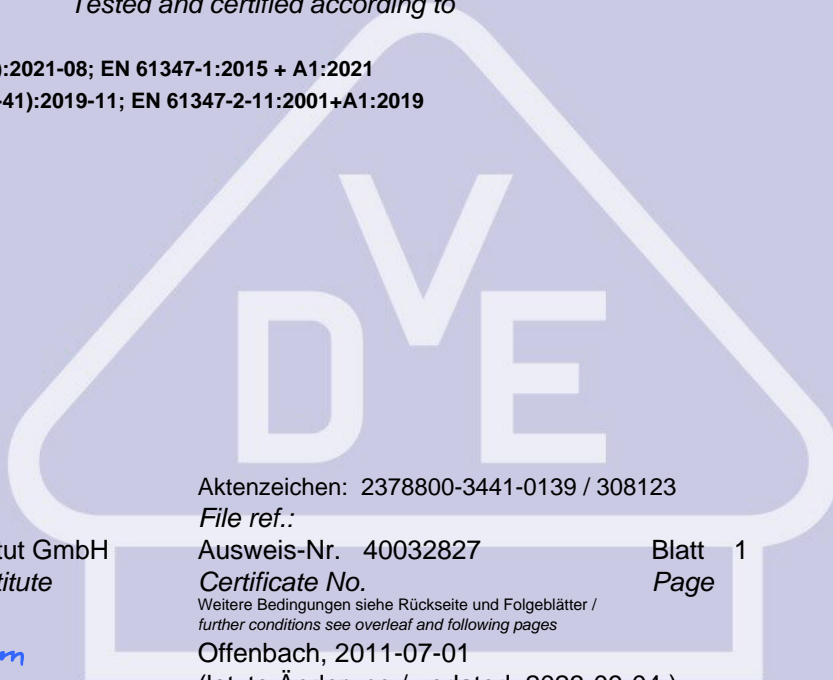 Tested and certified according to
):2021-08; EN 61347-1:2015 + A1:2021
-41):2019-11; EN 61347-2-11:2001+A1:2019
V
D E
Aktenzeichen: 2378800-3441-0139 / 308123
File ref.:
tut GmbH Ausweis-Nr. 40032827 Blatt 1
titute Certificate No. Page
Weitere Bedingungen siehe Rückseite und Folgeblätter /
further conditions see overleaf and following pages
Offenbach, 2011-07-01